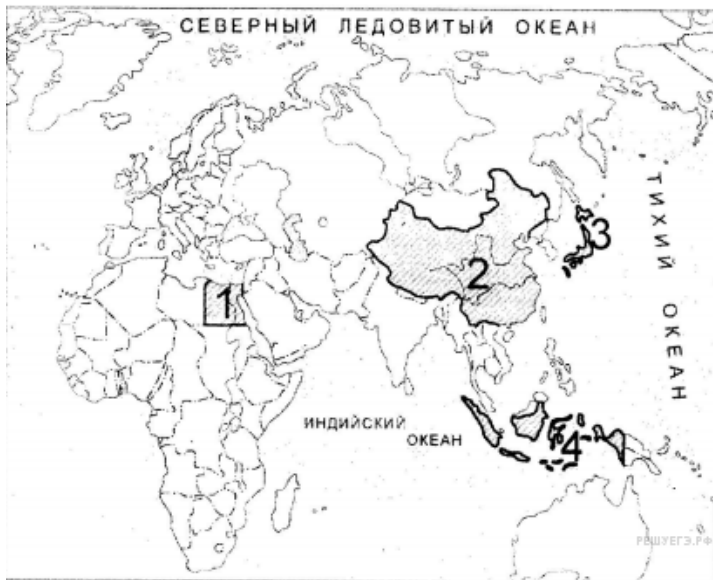 СЕВЕРНЫЙ ЛЕДОВИТЫЙ ОКЕАН
ТИХИЙ ОКЕАН
3
2
1
ИНДИЙСКИЙ
ОКЕАН
4
РЕШУЕГЭ.РФ